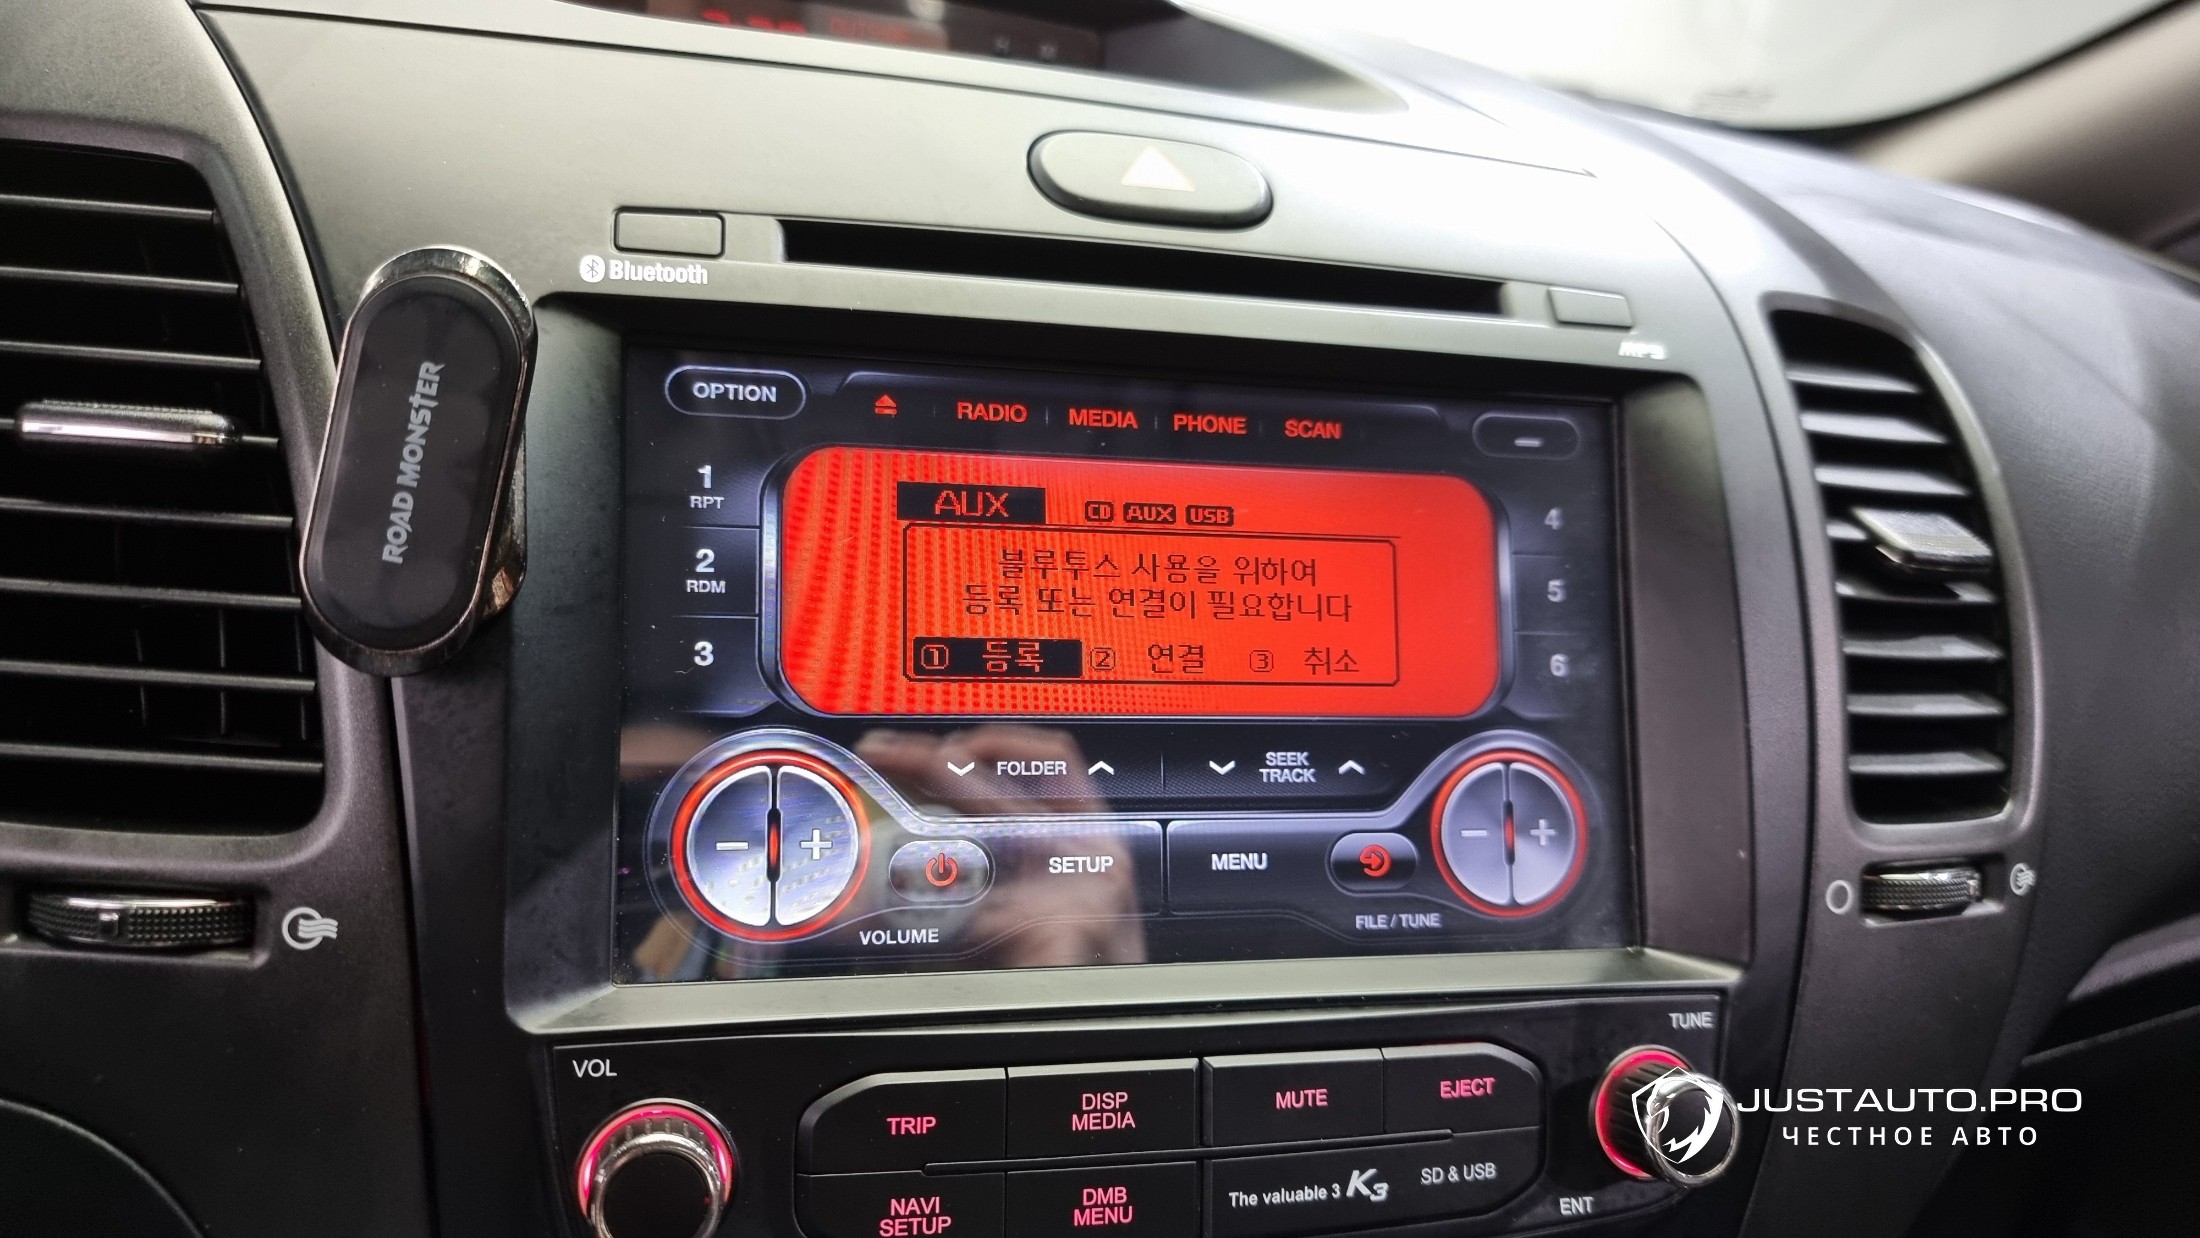 Bluetooth
MP3
ROAD MONSTER
OPTION
RADIO MEDIA PHONE SCAN
1
RPT
2
RDM
3
4
5
6
AUX CD AUX USB
블루투스 사용을 위하여
등록 또는 연결이 필요합니다
① 등록 ② 연결 ③ 취소
FOLDER
SEEK
TRACK
SETUP
MENU
VOLUME
FILE / TUNE
VOL
TUNE
TRIP
DISP
MEDIA
MUTE
EJECT
NAVI
SETUP
DMB
MENU
The valuable 3 K3
SD & USB
ENT
JUSTAUTO.PRO
ЧЕСТНОЕ АВТО